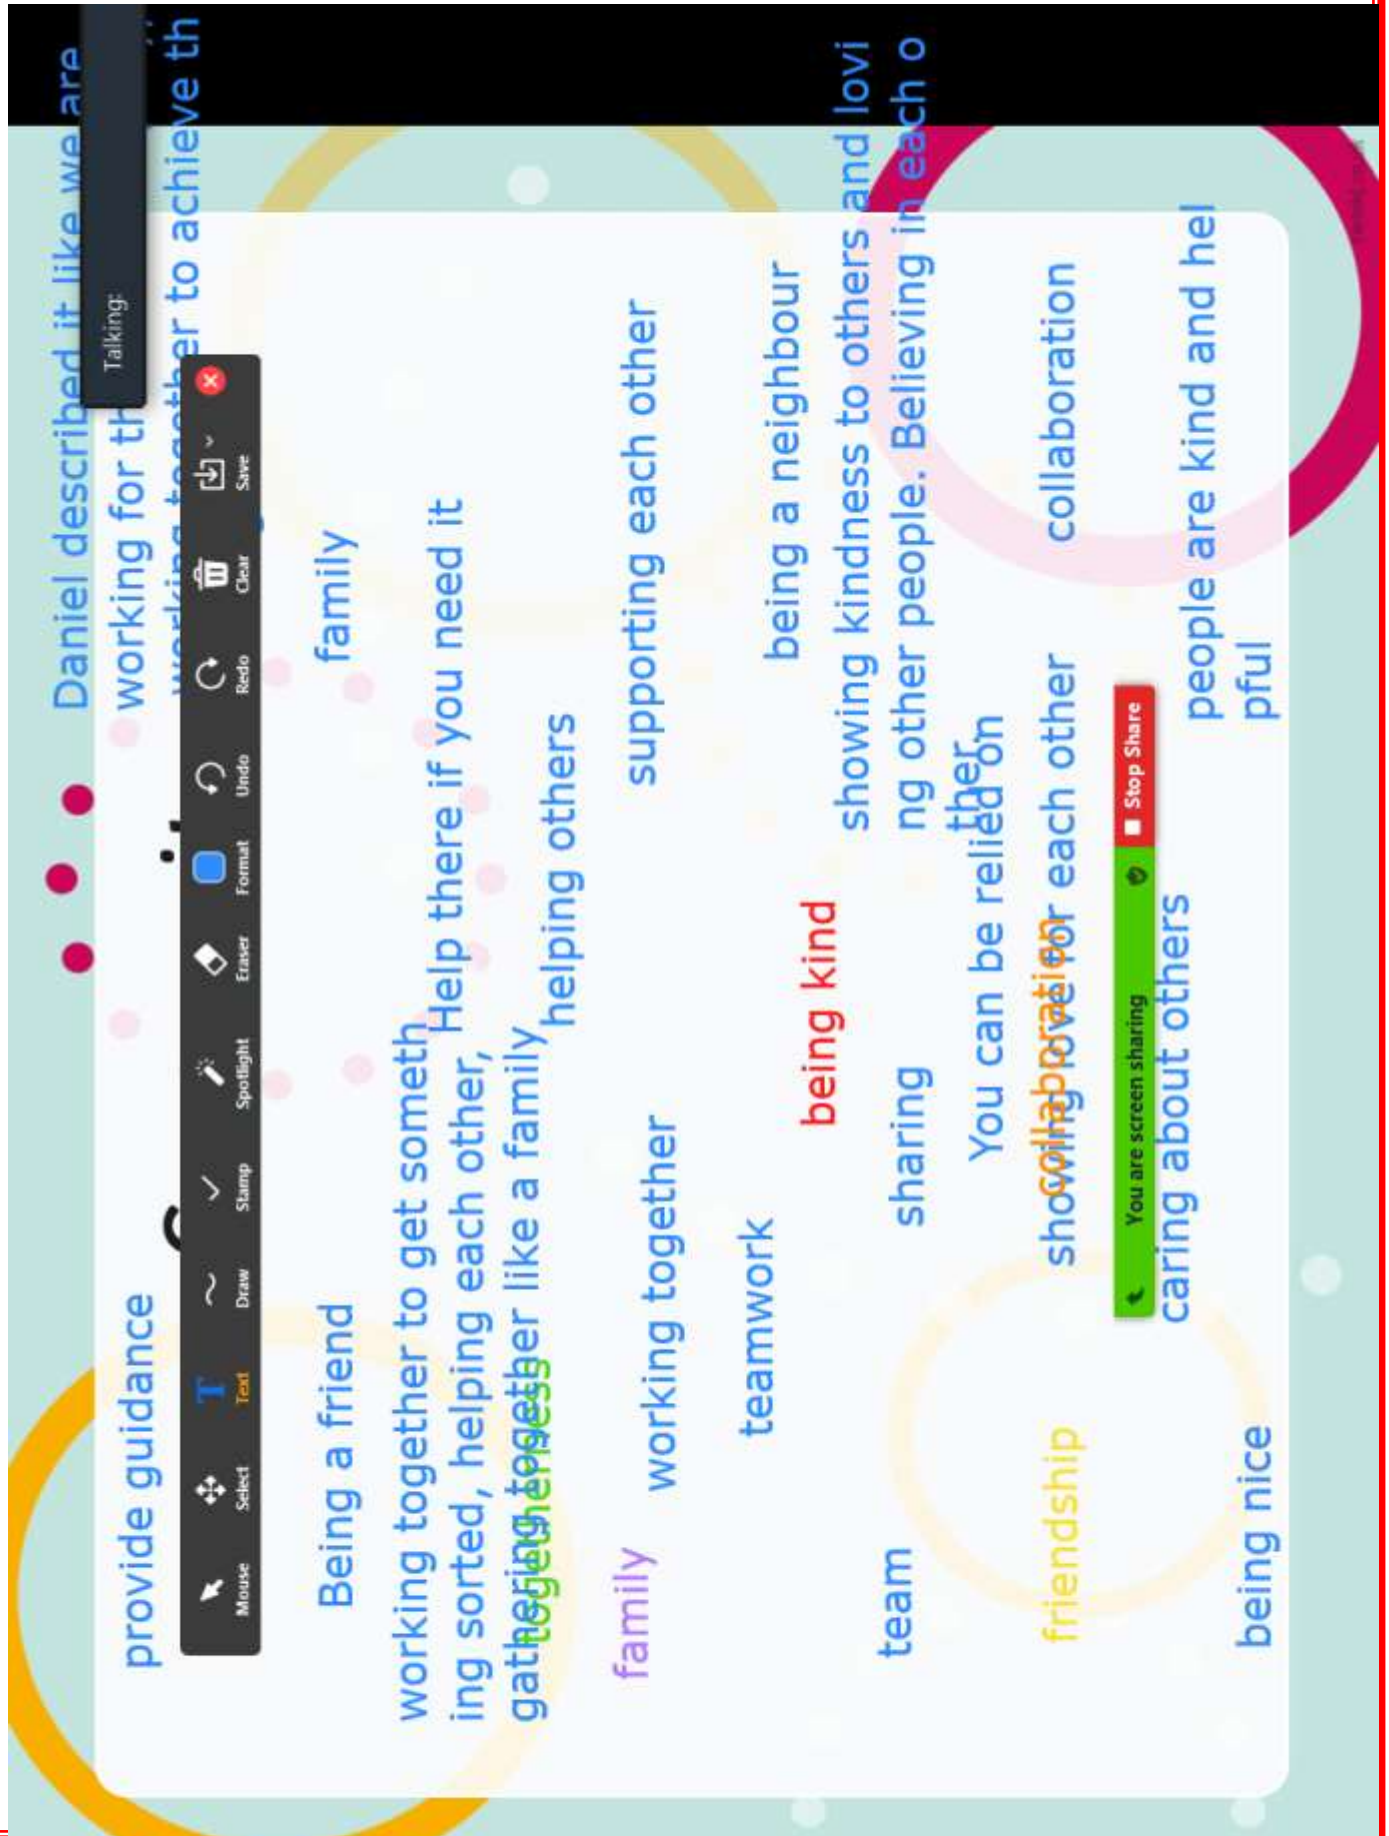 Daniel described it like we are
Talking:
provide guidance
working for th
working together to achieve th
Mouse
Select
Text
Draw
Stamp
Spotlight
Eraser
Format
Undo
Redo
Clear
Save
Being a friend
family
working together to get someth
ing sorted, helping each other,
gathering together like a family
Help there if you need it
togetherness
helping others
family
working together
supporting each other
teamwork
being a neighbour
being kind
showing kindness to others and lovi
ng other people. Believing in each o
ther.
team
sharing
You can be relied on
friendship
showing love for each other
collaboration
collaboration
You are screen sharing
Stop Share
caring about others
people are kind and hel
pful
being nice